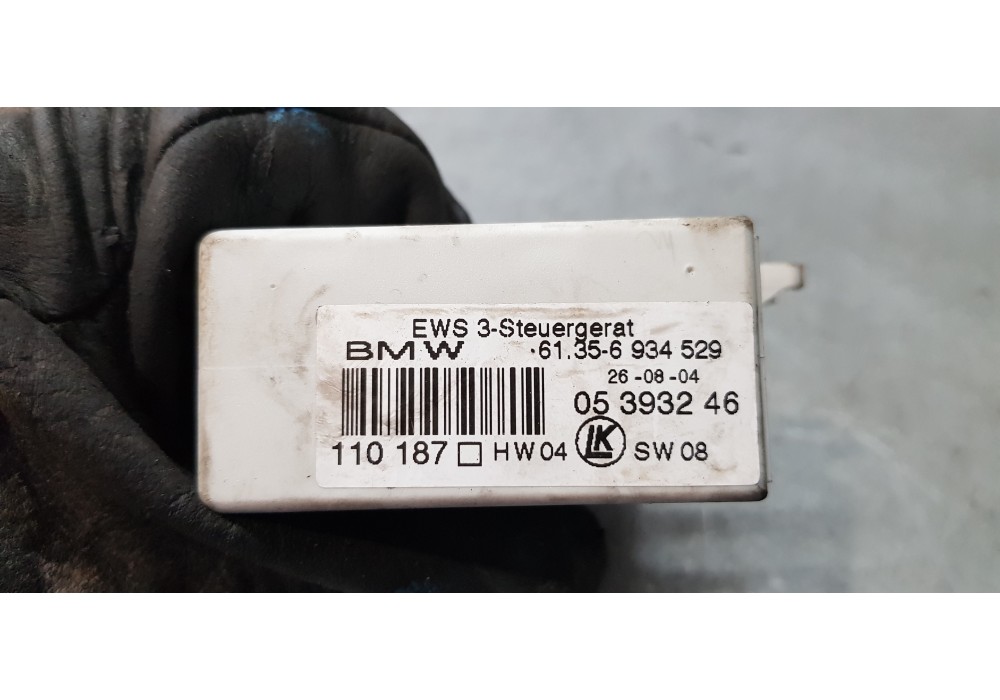 EWS 3-Steuergerat
BMW 61.35-6 934 529
26-08-04
05 3932 46
110 187 HW 04 LK SW 08